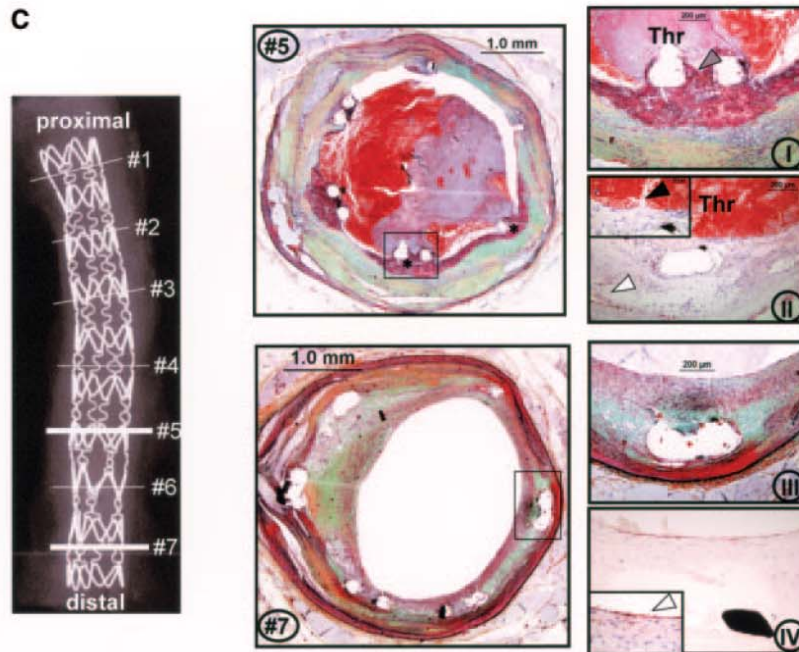 C
proximal
#1
#2
#3
#4
#5
#6
#7
distal
#5
1.0 mm
*
*
#7
1.0 mm
200 µm
Thr
I
200 µm
Thr
II
200 µm
III
IV